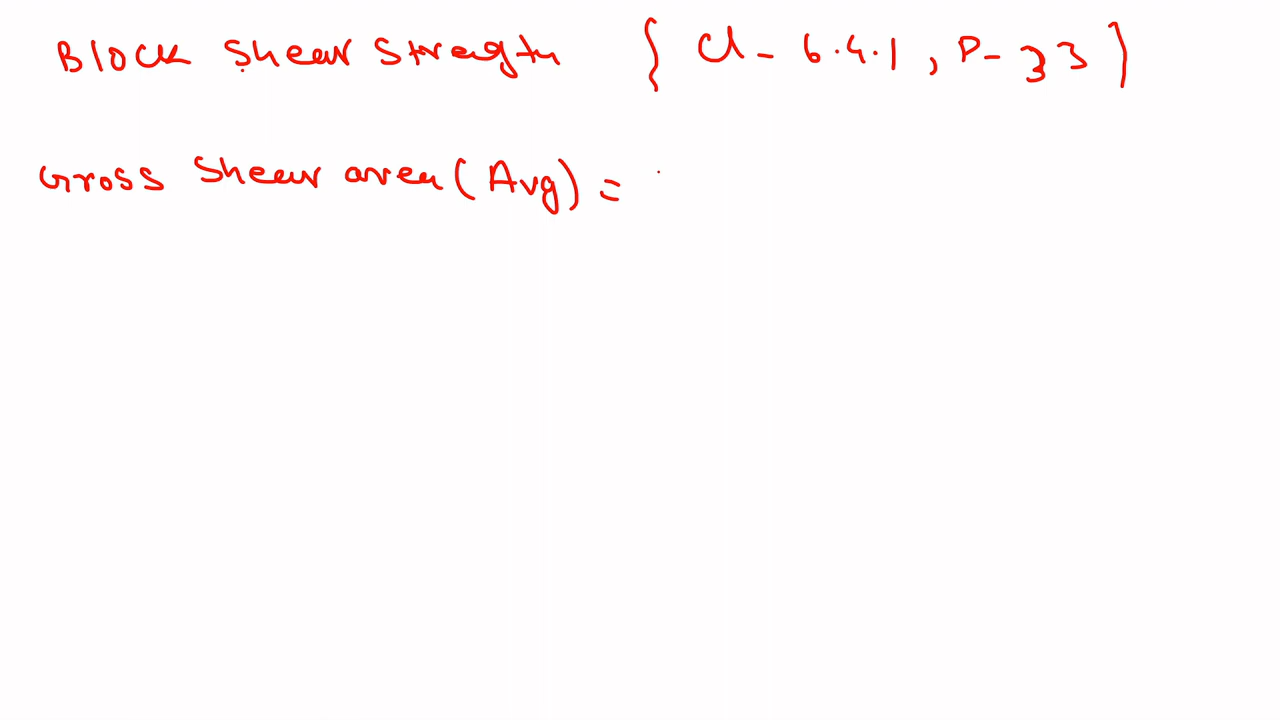 Block Shear Strength { Cl - 6.4.1, P - 33 }
Gross Shear area (Avg) =